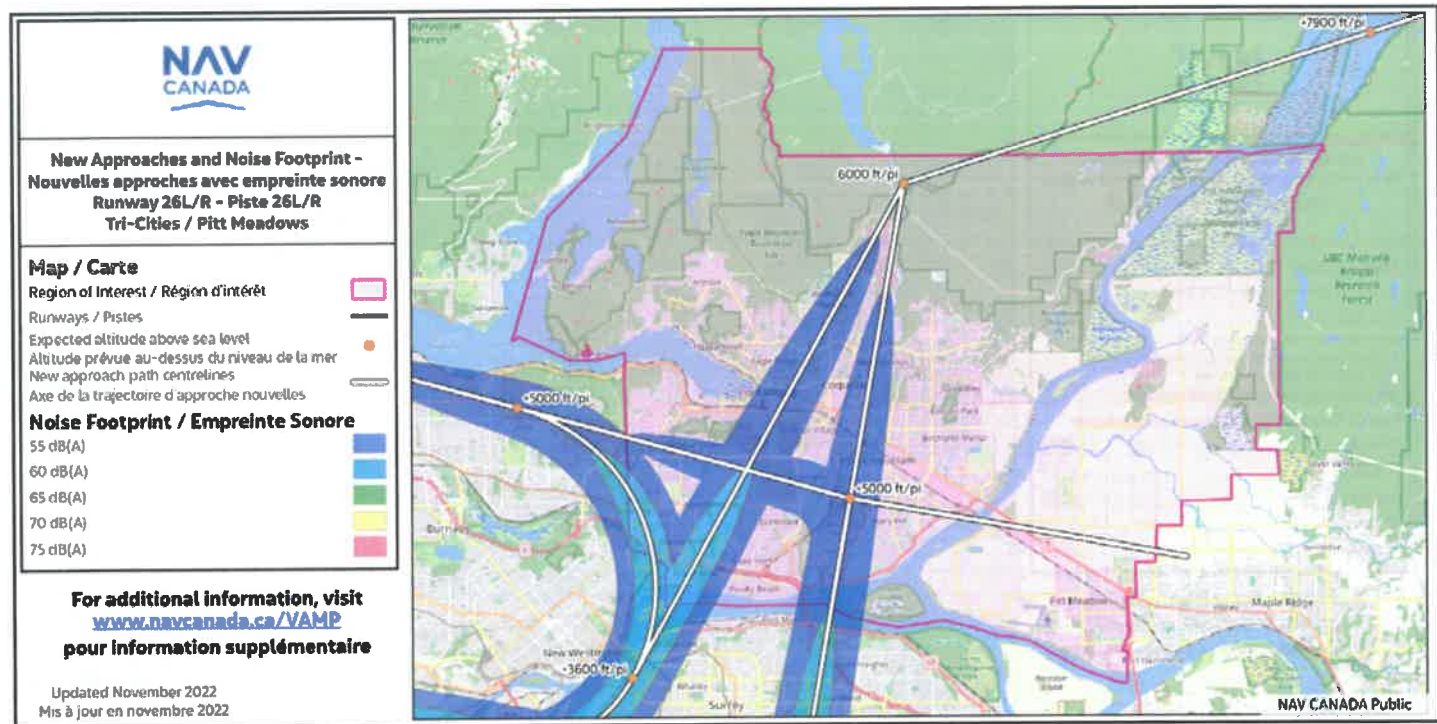 NAV
CANADA
New Approaches and Noise Footprint -
Nouvelles approches avec empreinte sonore
Runway 26L/R - Piste 26L/R
Tri-Cities / Pitt Meadows
Map / Carte
Region of Interest / Région d'intérêt
Runways / Pistes
Expected altitude above sea level
Altitude prévue au-dessus du niveau de la mer
New approach path centrelines
Axe de la trajectoire d approche nouvelles
Noise Footprint / Empreinte Sonore
55 dB(A)
60 dB(A)
65 dB(A)
70 dB(A)
75 dB(A)
For additional information, visit
www.navcanada.ca/VAMP
pour information supplémentaire
Updated November 2022
Mis à jour en novembre 2022
-7900 ft/pi
6000 ft/pi
-5000 ft/pi
-5000 ft/pi
-3600 ft/pi
Coquitlam
Burnaby
New Westminster
Surrey
Pitt Meadows
Maple Ridge
NAV CANADA Public